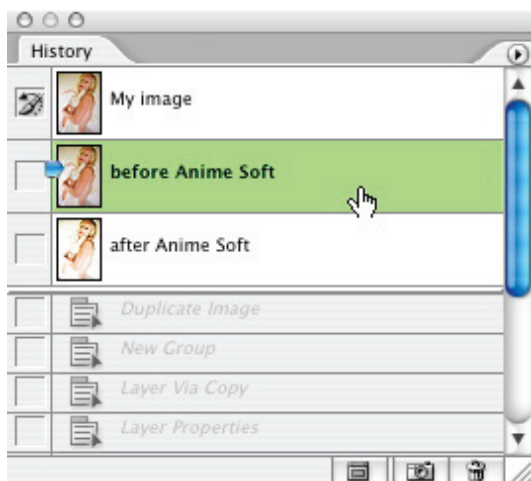 History
My image
before Anime Soft
after Anime Soft
Duplicate Image
New Group
Layer Via Copy
Layer Properties